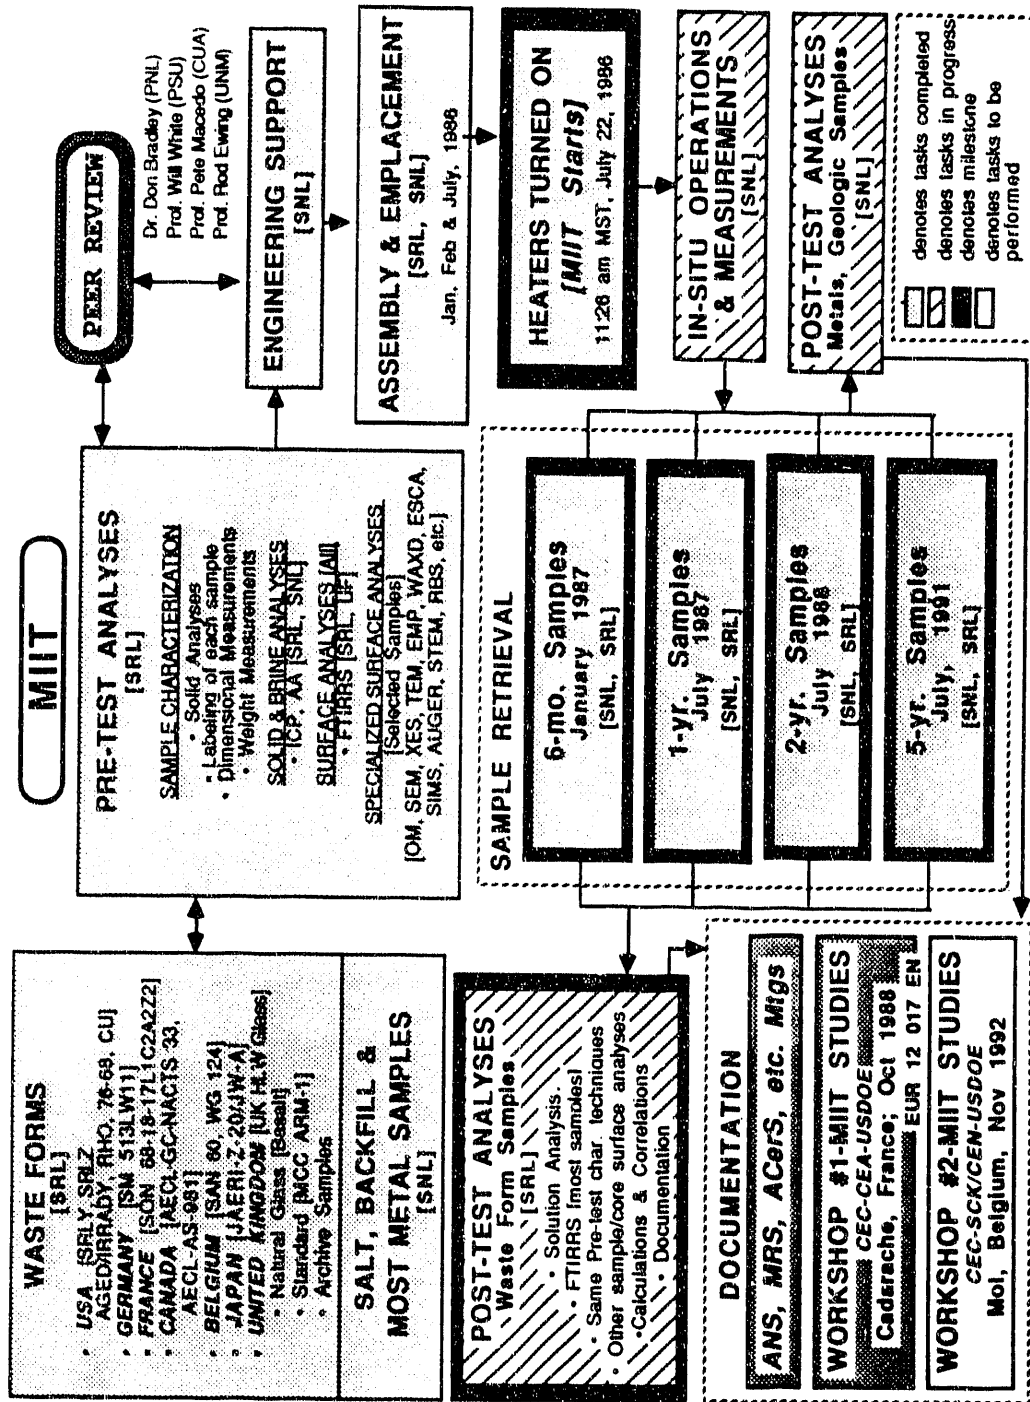 MIIT
WASTE FORMS
[SRL]
• USA [SRLY, SRLZ
AGED/IRRADY, RHO, 76-68, CU]
• GERMANY [SM 513LW11]
• FRANCE [SON 68-18-17L1C2A2Z2]
• CANADA [AECL-GC-NACTS 33,
AECL-AS-981]
• BELGIUM [SAN 60, WG 124]
• JAPAN [JAERI-Z-20/JW-A]
• UNITED KINGDOM [UK HLW Glass]
• Natural Glass [Basalt]
• Standard [MCC ARM-1]
• Archive Samples
SALT, BACKFILL &
MOST METAL SAMPLES
[SNL]
PRE-TEST ANALYSES
[SRL]
SAMPLE CHARACTERIZATION
• Solid Analyses
• Labeling of each sample
• Dimensional Measurements
• Weight Measurements
SOLID & BRINE ANALYSES
• ICP, AA [SRL, SNL]
SURFACE ANALYSES [All]
• FTIRRS [SRL, UF]
SPECIALIZED SURFACE ANALYSES
[Selected Samples]
[OM, SEM, XES, TEM, EMP, WAXD, ESCA,
SIMS, AUGER, STEM, RBS, etc.]
PEER REVIEW
Dr. Don Bradley (PNL)
Prof. Will White (PSU)
Prof. Pete Macedo (CUA)
Prof. Rod Ewing (UNM)
ENGINEERING SUPPORT
[SNL]
ASSEMBLY & EMPLACEMENT
[SRL, SNL]
Jan, Feb & July, 1986
HEATERS TURNED ON
[MIIT Starts]
11:26 am MST, July 22, 1986
IN-SITU OPERATIONS
& MEASUREMENTS
[SNL]
POST-TEST ANALYSES
Metals, Geologic Samples
[SNL]
SAMPLE RETRIEVAL
6-mo. Samples
January 1987
[SNL, SRL]
1-yr. Samples
July 1987
[SNL, SRL]
2-yr. Samples
July 1988
[SNL, SRL]
5-yr. Samples
July, 1991
[SNL, SRL]
POST-TEST ANALYSES
Waste Form Samples
[SRL]
• Solution Analysis
• FTIRRS [most samples]
• Same Pre-test char techniques
• Other sample/core surface analyses
• Calculations & Correlations
• Documentation
DOCUMENTATION
ANS, MRS, ACerS, etc. Mtgs
WORKSHOP #1-MIIT STUDIES
CEC-CEA-USDOE
Cadarache, France; Oct 1988
EUR 12 017 EN
WORKSHOP #2-MIIT STUDIES
CEC-SCK/CEN-USDOE
Mol, Belgium, Nov 1992
denotes tasks completed
denotes tasks in progress
denotes milestone
denotes tasks to be
performed